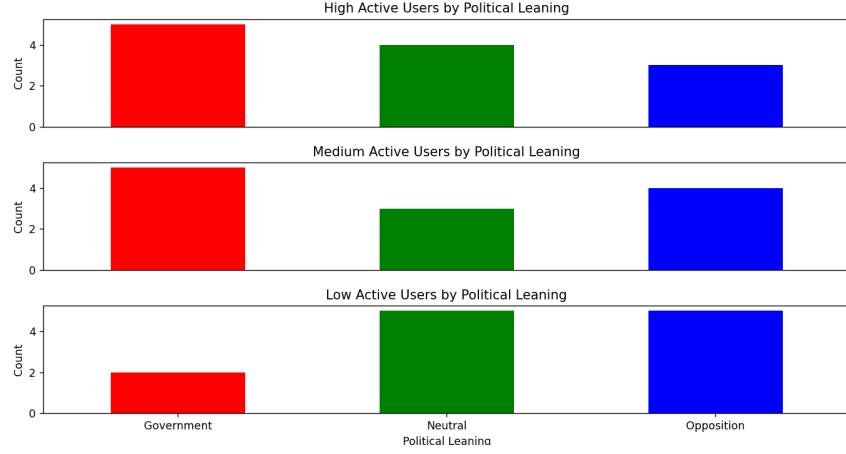 High Active Users by Political Leaning
4
2
0
Count
Medium Active Users by Political Leaning
4
2
0
Count
Low Active Users by Political Leaning
4
2
0
Count
Government Neutral Opposition
Political Leaning